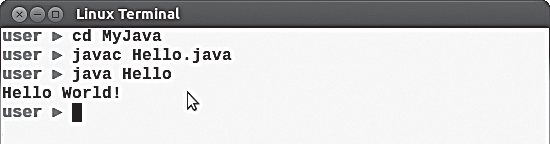 Linux Terminal
user ▶ cd MyJava
user ▶ javac Hello.java
user ▶ java Hello
Hello World!
user ▶